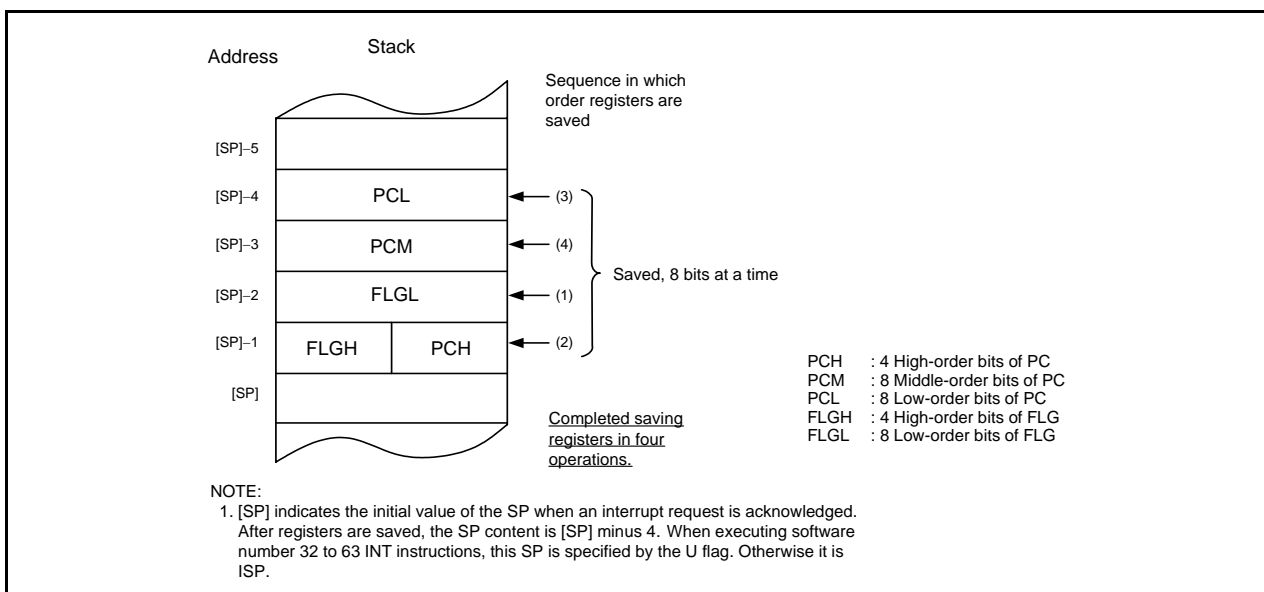 Address
Stack
Sequence in which
order registers are
saved
[SP]−5
[SP]−4
PCL
(3)
[SP]−3
PCM
(4)
Saved, 8 bits at a time
[SP]−2
FLGL
(1)
[SP]−1
FLGH
PCH
(2)
[SP]
Completed saving
registers in four
operations.
PCH : 4 High-order bits of PC
PCM : 8 Middle-order bits of PC
PCL : 8 Low-order bits of PC
FLGH : 4 High-order bits of FLG
FLGL : 8 Low-order bits of FLG
NOTE:
1. [SP] indicates the initial value of the SP when an interrupt request is acknowledged.
After registers are saved, the SP content is [SP] minus 4. When executing software
number 32 to 63 INT instructions, this SP is specified by the U flag. Otherwise it is
ISP.